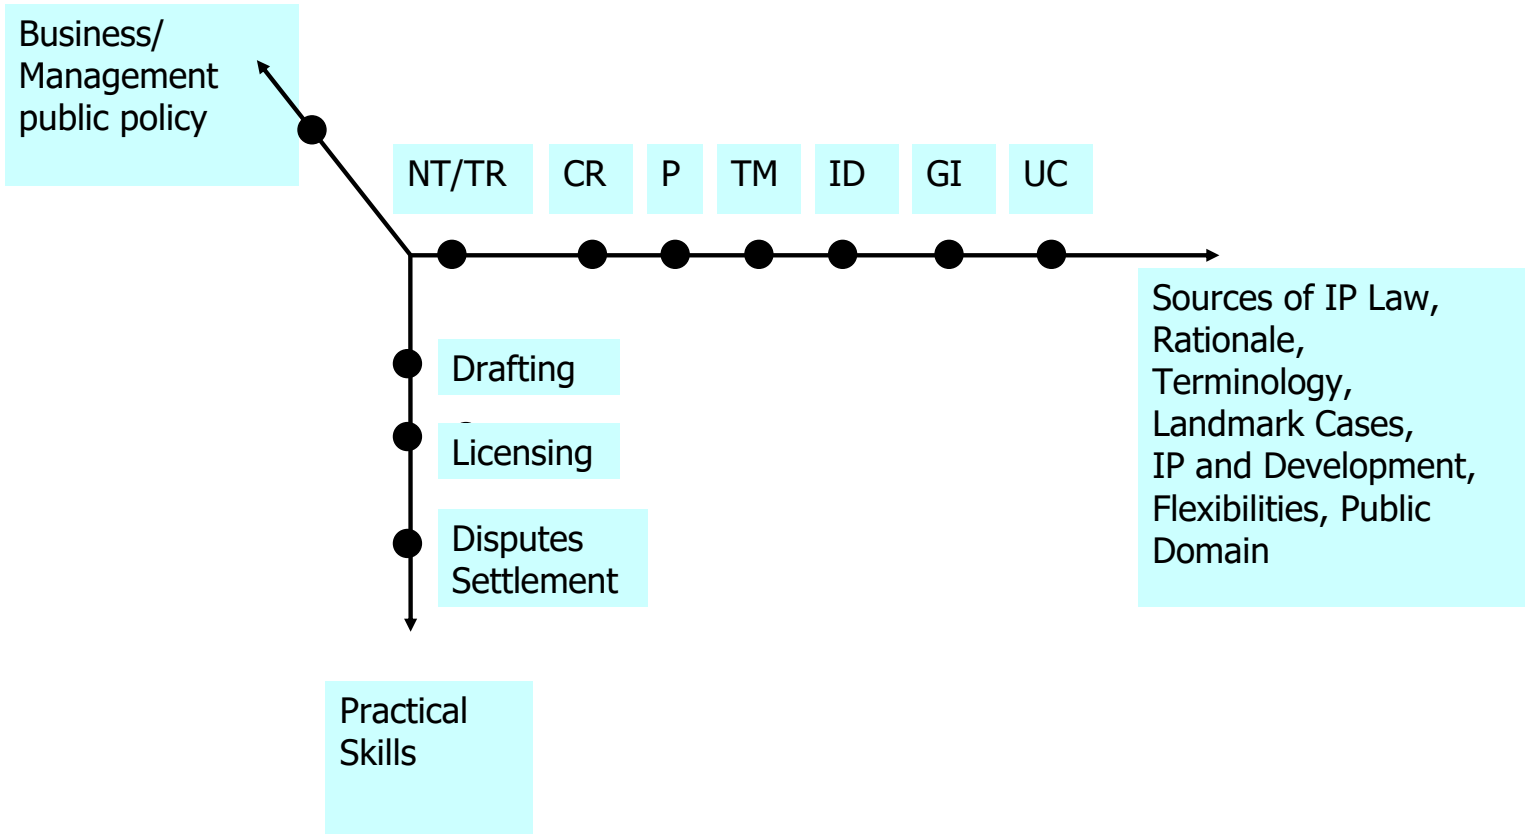 Business/
Management
public policy
NT/TR
CR
P
TM
ID
GI
UC
Sources of IP Law,
Rationale,
Terminology,
Landmark Cases,
IP and Development,
Flexibilities, Public
Domain
Drafting
Licensing
Disputes
Settlement
Practical
Skills